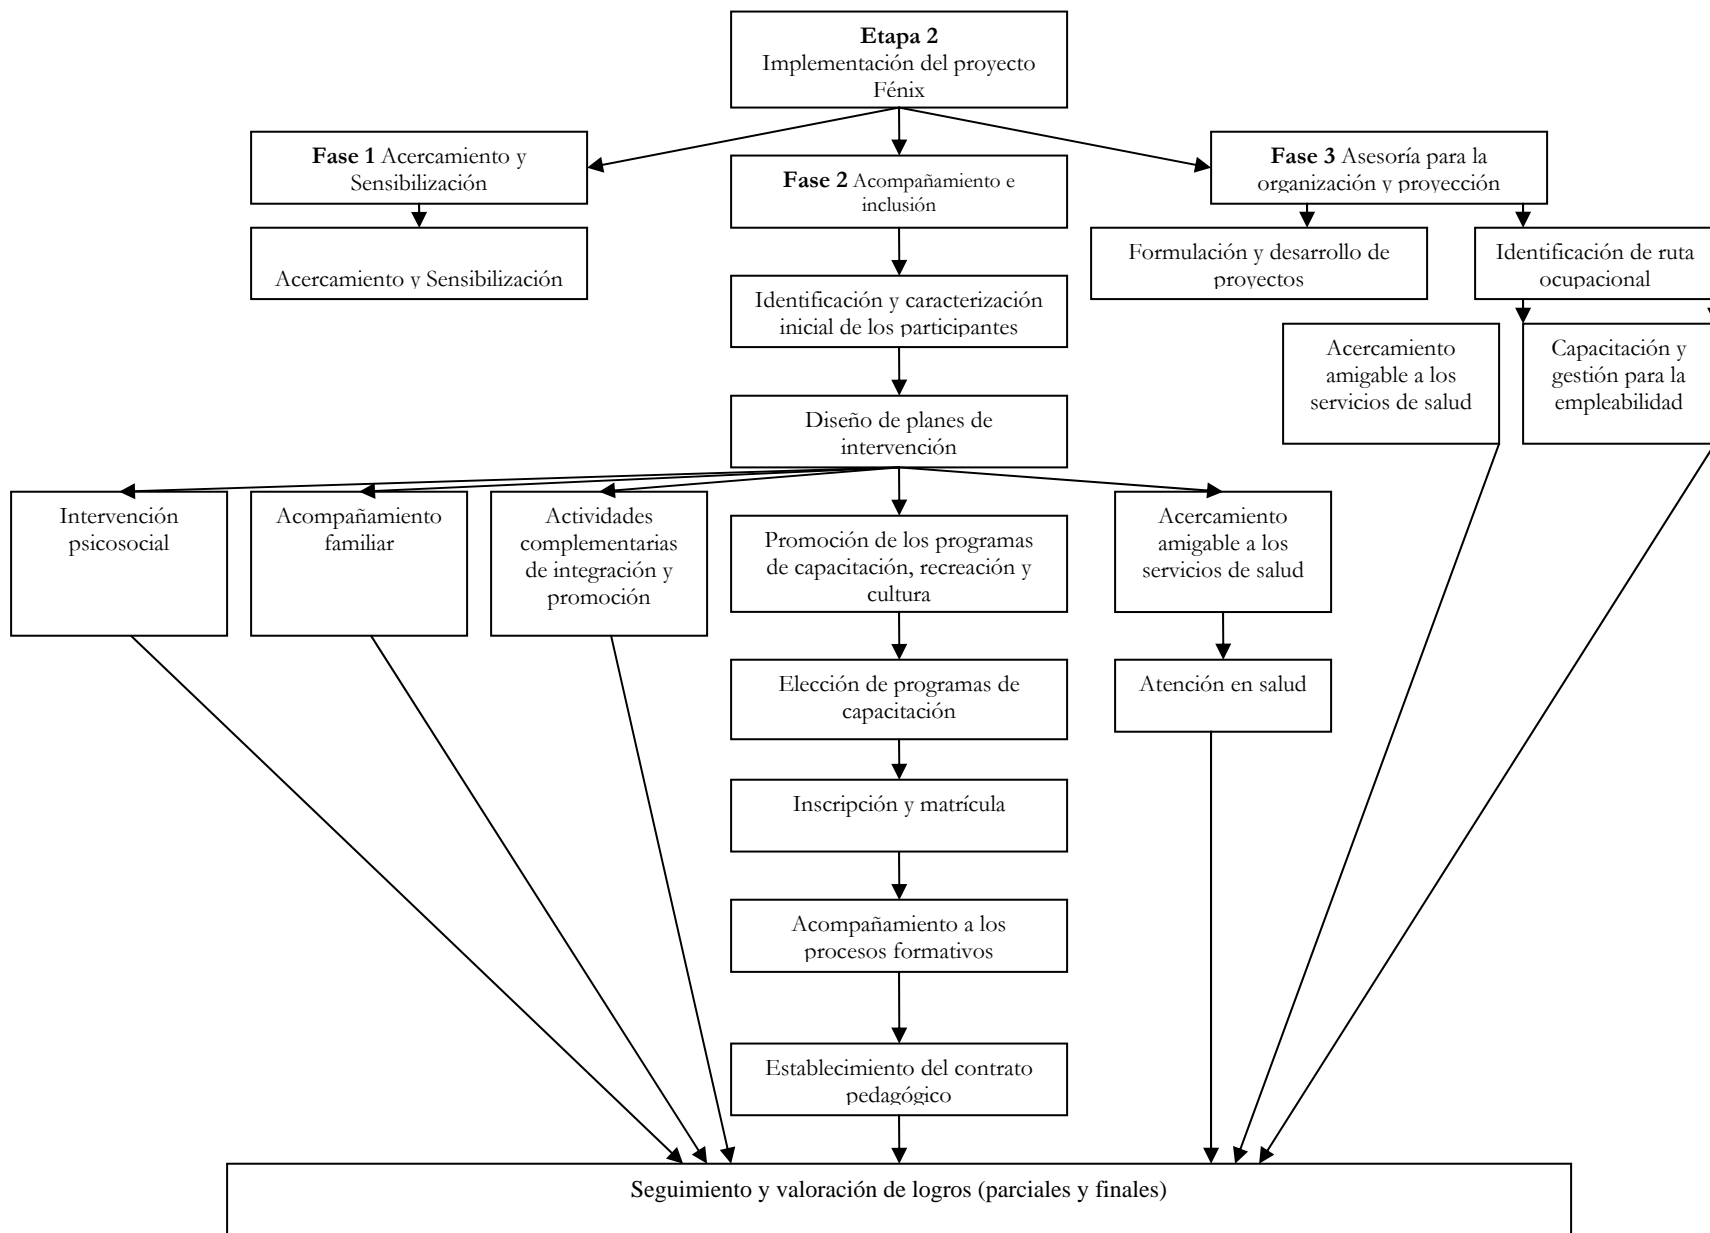 Etapa 2
Implementación del proyecto
Fénix
Fase 1 Acercamiento y
Sensibilización
Fase 2 Acompañamiento e
inclusión
Fase 3 Asesoría para la
organización y proyección
Acercamiento y Sensibilización
Formulación y desarrollo de
proyectos
Identificación de ruta
ocupacional
Identificación y caracterización
inicial de los participantes
Acercamiento
amigable a los
servicios de salud
Capacitación y
gestión para la
empleabilidad
Diseño de planes de
intervención
Intervención
psicosocial
Acompañamiento
familiar
Actividades
complementarias
de integración y
promoción
Promoción de los programas
de capacitación, recreación y
cultura
Acercamiento
amigable a los
servicios de salud
Elección de programas de
capacitación
Atención en salud
Inscripción y matrícula
Acompañamiento a los
procesos formativos
Establecimiento del contrato
pedagógico
Seguimiento y valoración de logros (parciales y finales)